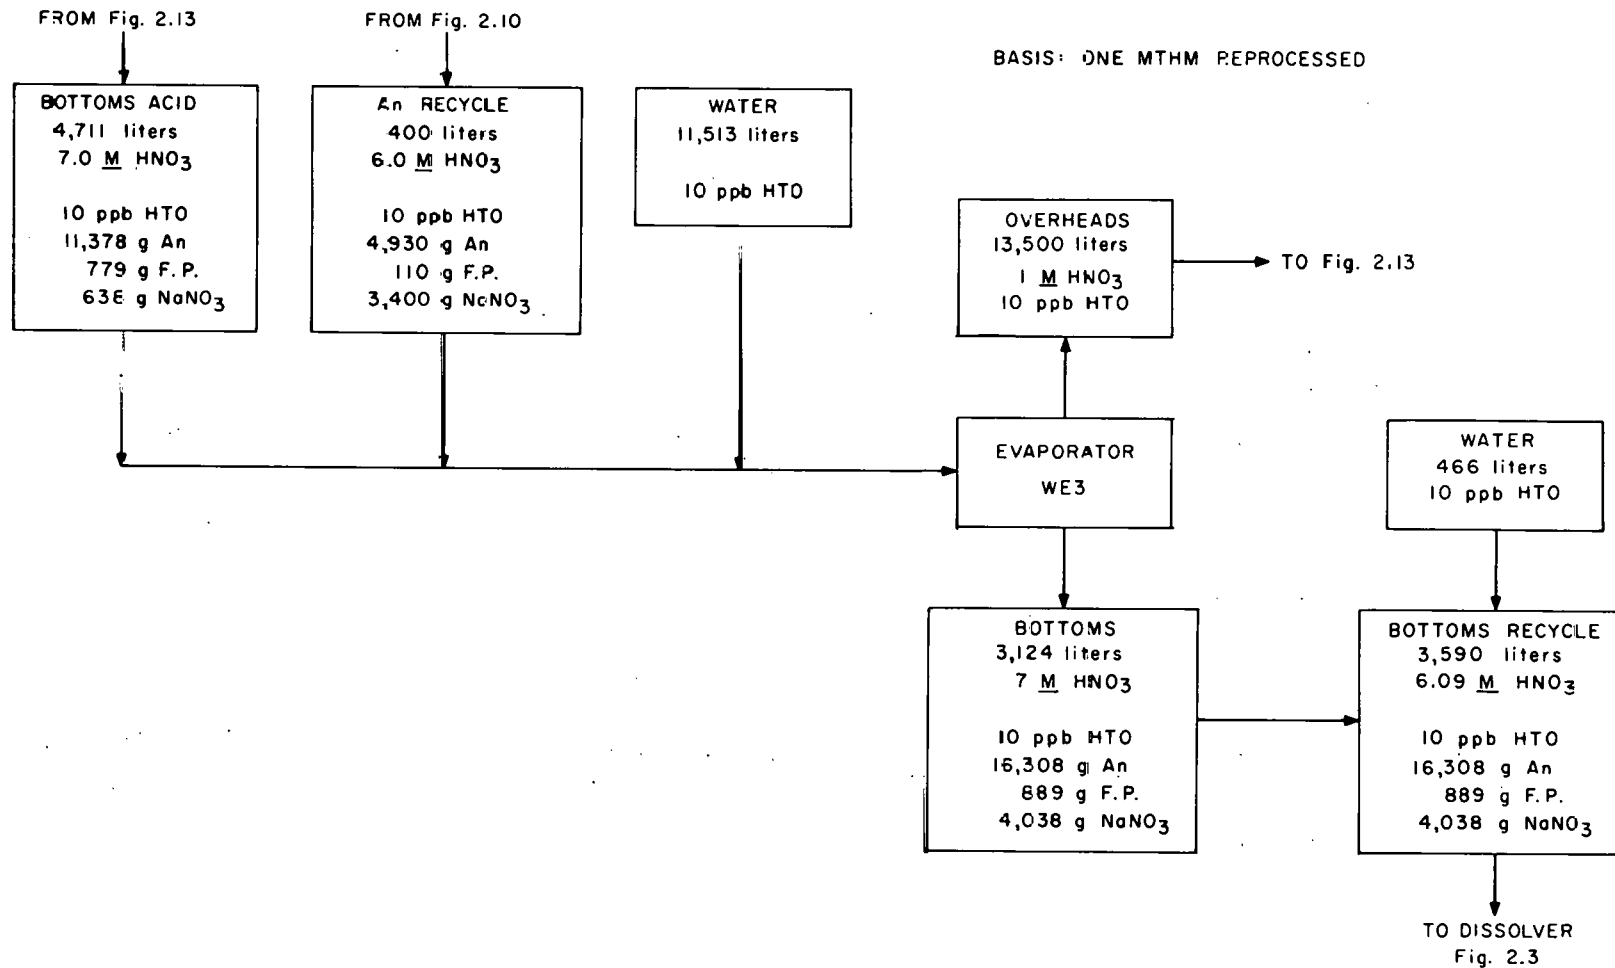 FROM Fig. 2.13
FROM Fig. 2.10
BASIS: ONE MTHM REPROCESSED
BOTTOMS ACID
4,711 liters
7.0 M HNO3
10 ppb HTO
11,378 g An
779 g F.P.
638 g NaNO3
An RECYCLE
400 liters
6.0 M HNO3
10 ppb HTO
4,930 g An
110 g F.P.
3,400 g NaNO3
WATER
11,513 liters
10 ppb HTO
OVERHEADS
13,500 liters
1 M HNO3
10 ppb HTO
TO Fig. 2.13
EVAPORATOR
WE3
WATER
466 liters
10 ppb HTO
BOTTOMS
3,124 liters
7 M HNO3
10 ppb HTO
16,308 g An
889 g F.P.
4,038 g NaNO3
BOTTOMS RECYCLE
3,590 liters
6.09 M HNO3
10 ppb HTO
16,308 g An
889 g F.P.
4,038 g NaNO3
TO DISSOLVER
Fig. 2.3